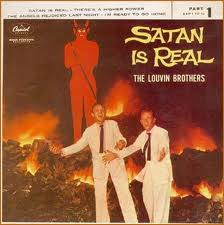 Capitol
SATAN IS REAL • THERE'S A HIGHER POWER
THE ANGELS REJOICED LAST NIGHT • I'M READY TO GO HOME
PART 1
SATAN
IS REAL
THE LOUVIN BROTHERS